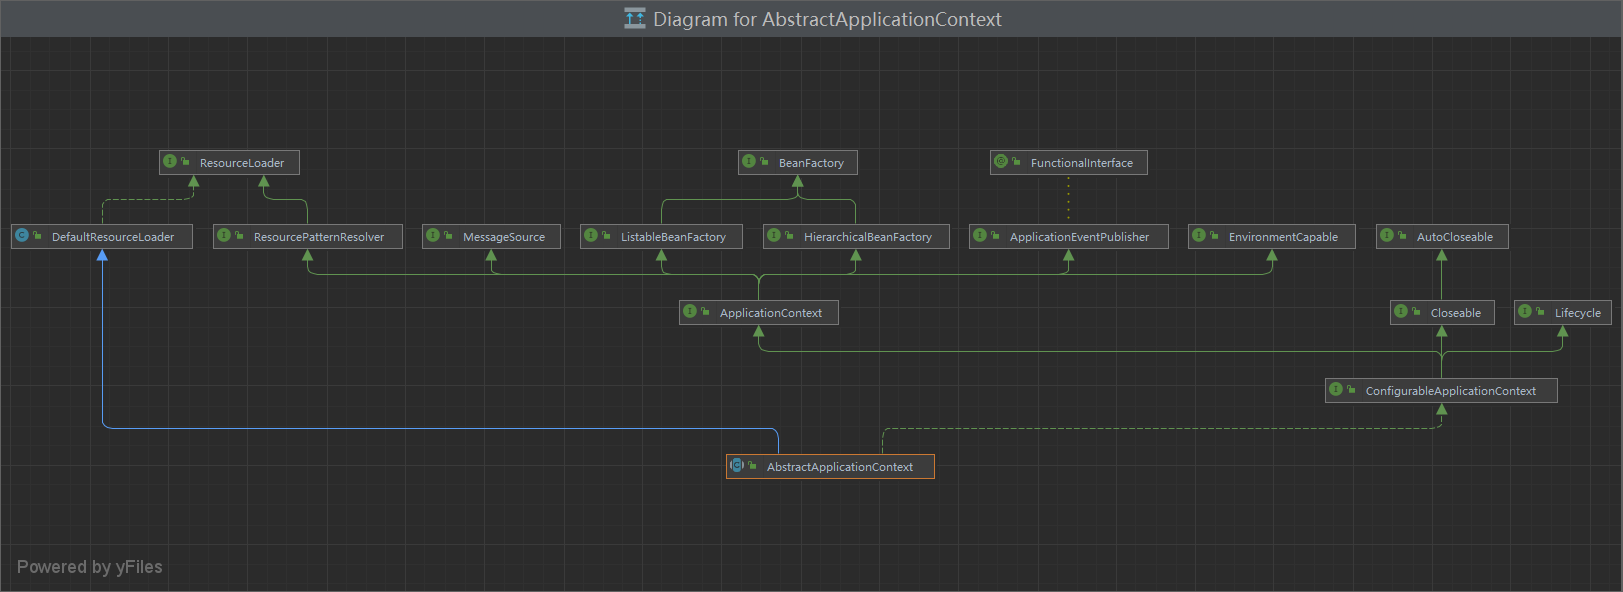 Diagram for AbstractApplicationContext
ResourceLoader
BeanFactory
FunctionalInterface
DefaultResourceLoader
ResourcePatternResolver
MessageSource
ListableBeanFactory
HierarchicalBeanFactory
ApplicationEventPublisher
EnvironmentCapable
AutoCloseable
ApplicationContext
Closeable
Lifecycle
ConfigurableApplicationContext
AbstractApplicationContext
Powered by yFiles